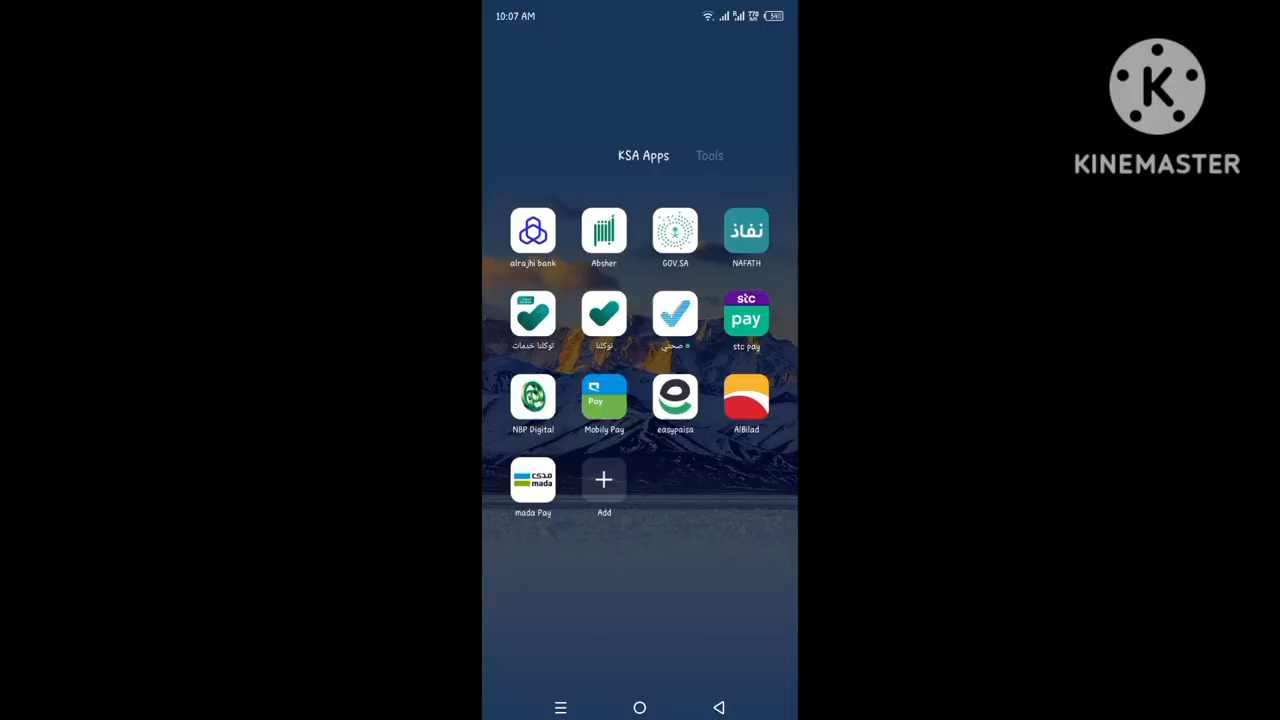 10:07 AM
KINEMASTER
KSA Apps Tools
نفاذ
alrajhi bank Absher GOV.SA NAFATH
stc
pay
توكلنا خدمات توكلنا صحتي stc pay
Pay
NBP Digital Mobily Pay easypaisa AlBilad
مدى
mada
mada Pay Add